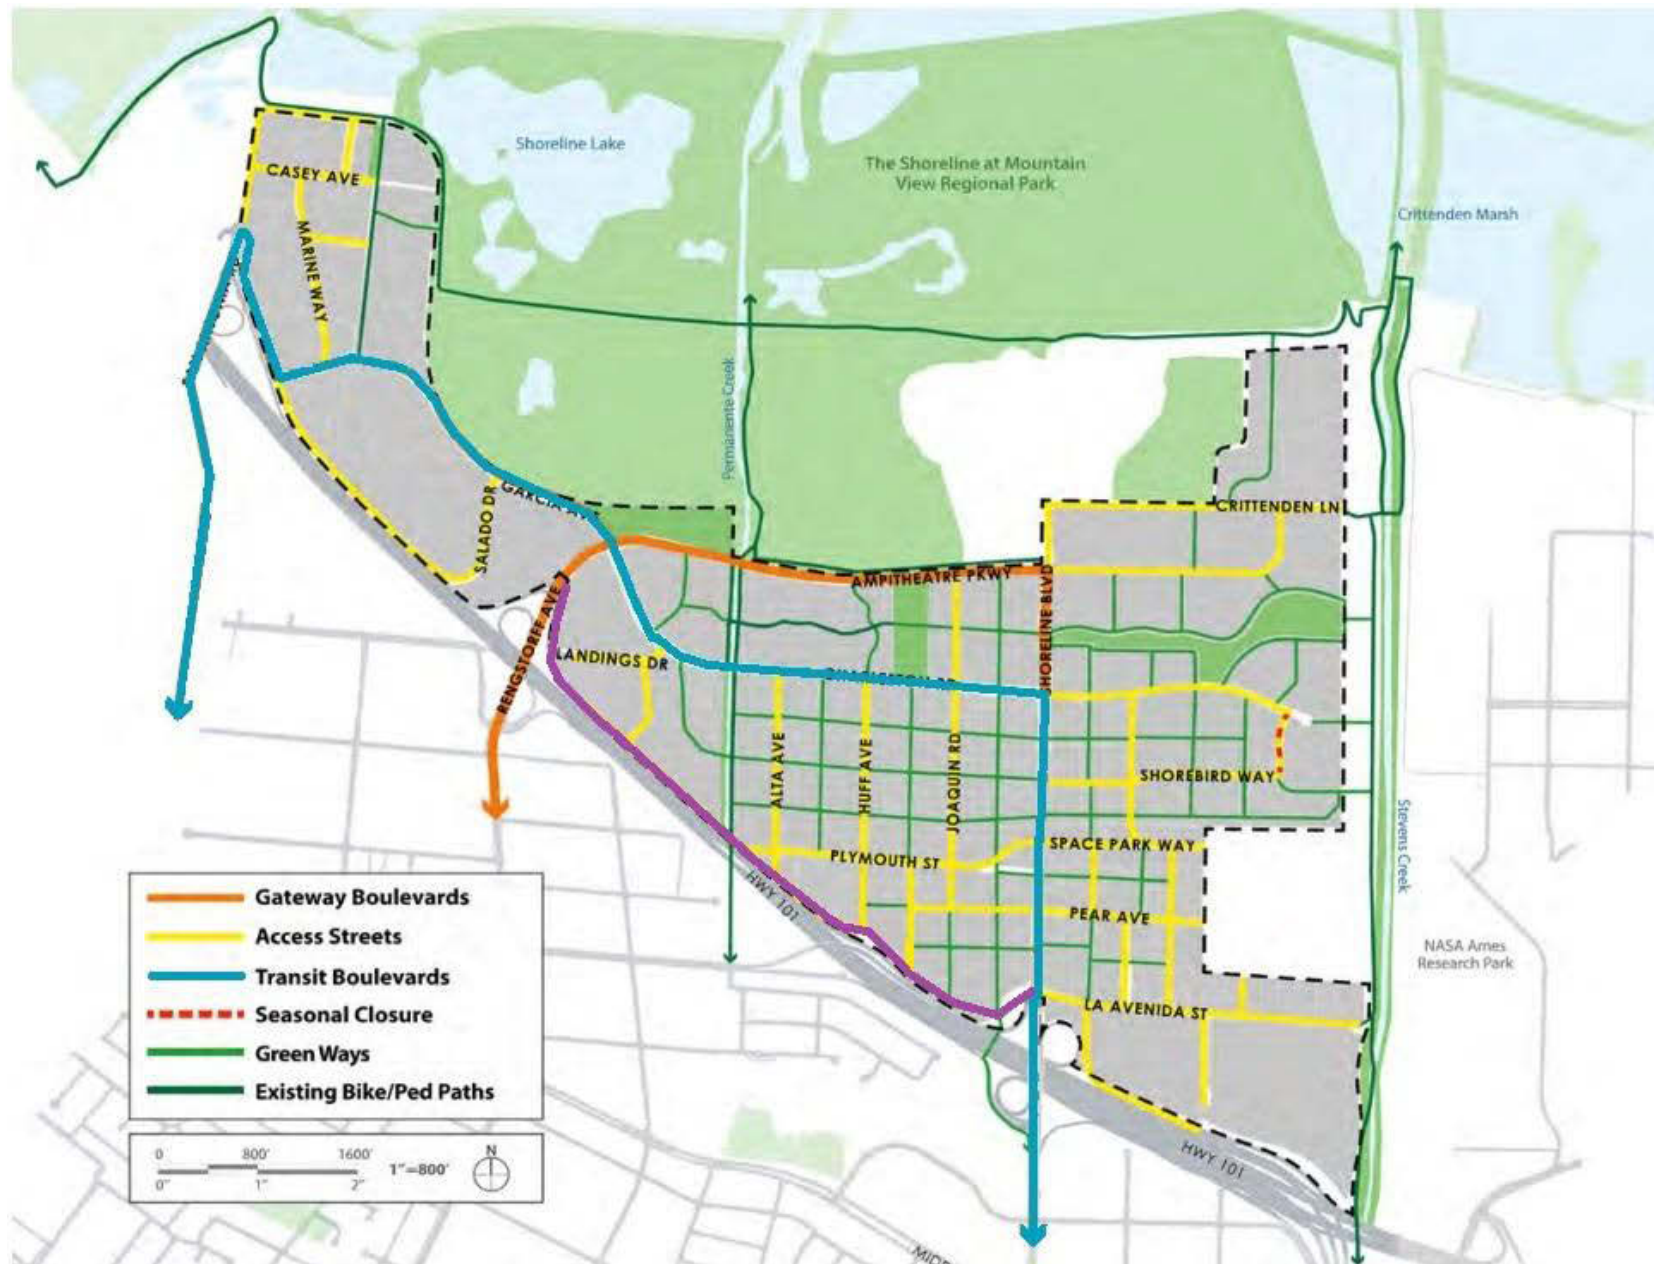 Shoreline Lake
The Shoreline at Mountain
View Regional Park
Crittenden Marsh
CASEY AVE
MARINE WAY
Permanente Creek
SALADO DR
GARCIA AVE
CRITTENDEN LN
AMPITHEATRE PKWY
RENGSTORFF AVE
SHORELINE BLVD
LANDINGS DR
ALTA AVE
HUFF AVE
JOAQUIN RD
SHOREBIRD WAY
Stevens Creek
PLYMOUTH ST
SPACE PARK WAY
HWY 101
PEAR AVE
NASA Ames
Research Park
LA AVENIDA ST
HWY 101
Gateway Boulevards
Access Streets
Transit Boulevards
Seasonal Closure
Green Ways
Existing Bike/Ped Paths
0 800' 1600'
1"=800'
0" 1" 2"
N